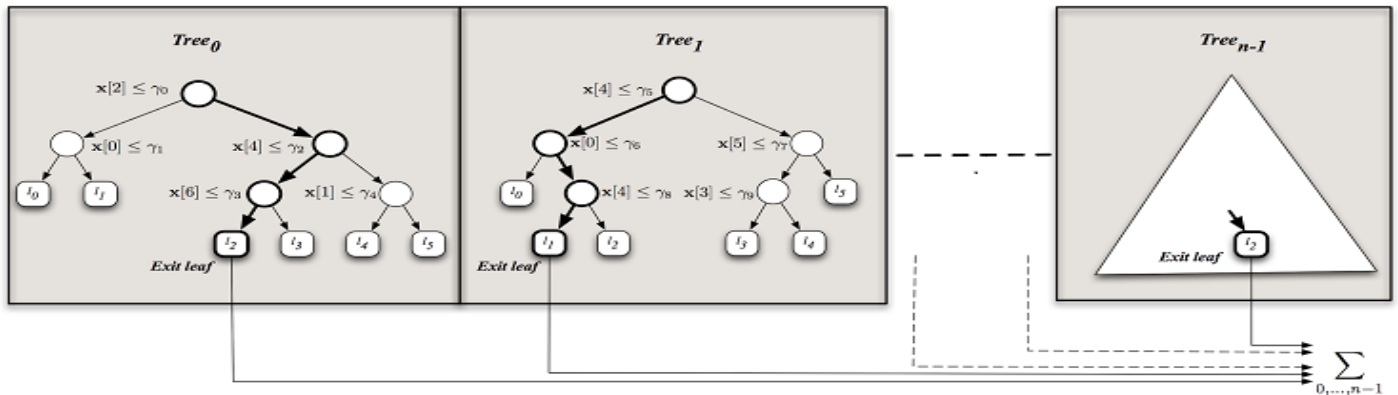 Tree0
x[2] ≤ γ0
x[0] ≤ γ1
x[4] ≤ γ2
l0
l1
x[6] ≤ γ3
x[1] ≤ γ4
l2
l3
l4
l5
Exit leaf
Tree1
x[4] ≤ γ5
x[0] ≤ γ6
x[5] ≤ γ7
l0
x[4] ≤ γ8
x[3] ≤ γ9
l5
l1
l2
l3
l4
Exit leaf
Treen-1
l2
Exit leaf
∑
0,...,n−1